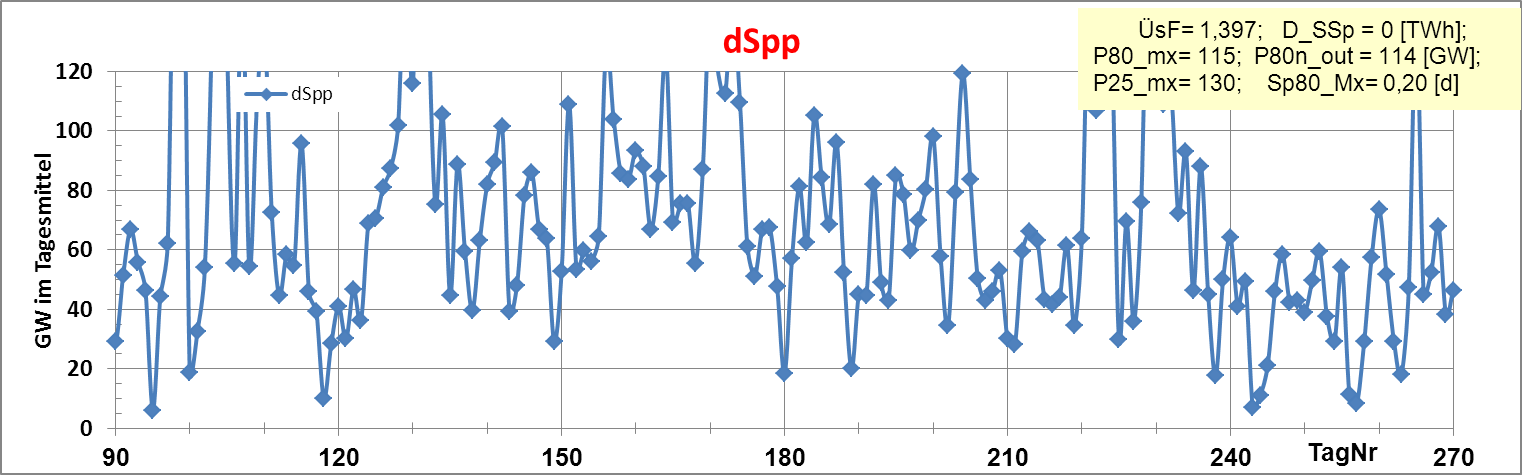 dSpp
ÜsF= 1,397; D_SSp = 0 [TWh];
P80_mx= 115; P80n_out = 114 [GW];
P25_mx= 130; Sp80_Mx= 0,20 [d]
GW im Tagesmittel
120
100
80
60
40
20
0
dSpp
90 120 150 180 210 240 TagNr 270